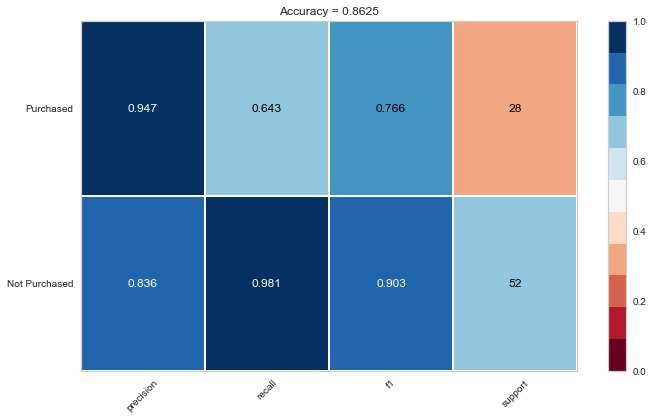 Accuracy = 0.8625
Purchased 0.947 0.643 0.766 28
Not Purchased 0.836 0.981 0.903 52
precision recall f1 support
1.0
0.8
0.6
0.4
0.2
0.0